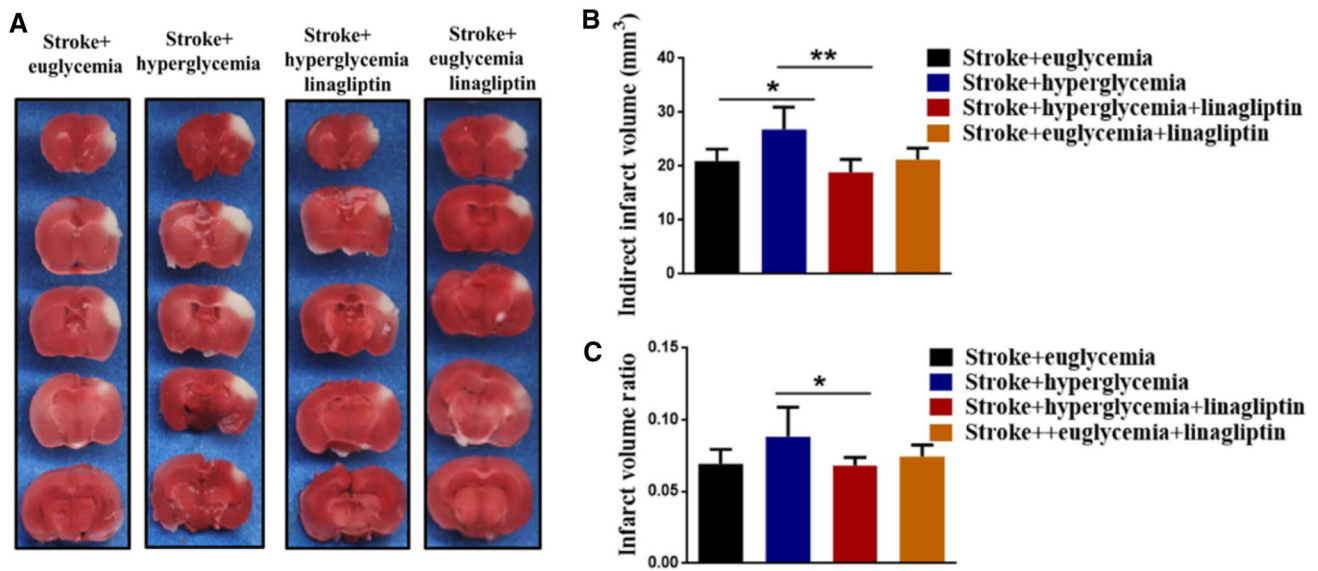 A
Stroke+
euglycemia
Stroke+
hyperglycemia
Stroke+
hyperglycemia
linagliptin
Stroke+
euglycemia
linagliptin
B
Indirect infarct volume (mm³)
40
30
20
10
0
*
**
Stroke+euglycemia
Stroke+hyperglycemia
Stroke+hyperglycemia+linagliptin
Stroke+euglycemia+linagliptin
C
Infarct volume ratio
0.15
0.10
0.05
0.00
*
Stroke+euglycemia
Stroke+hyperglycemia
Stroke+hyperglycemia+linagliptin
Stroke++euglycemia+linagliptin